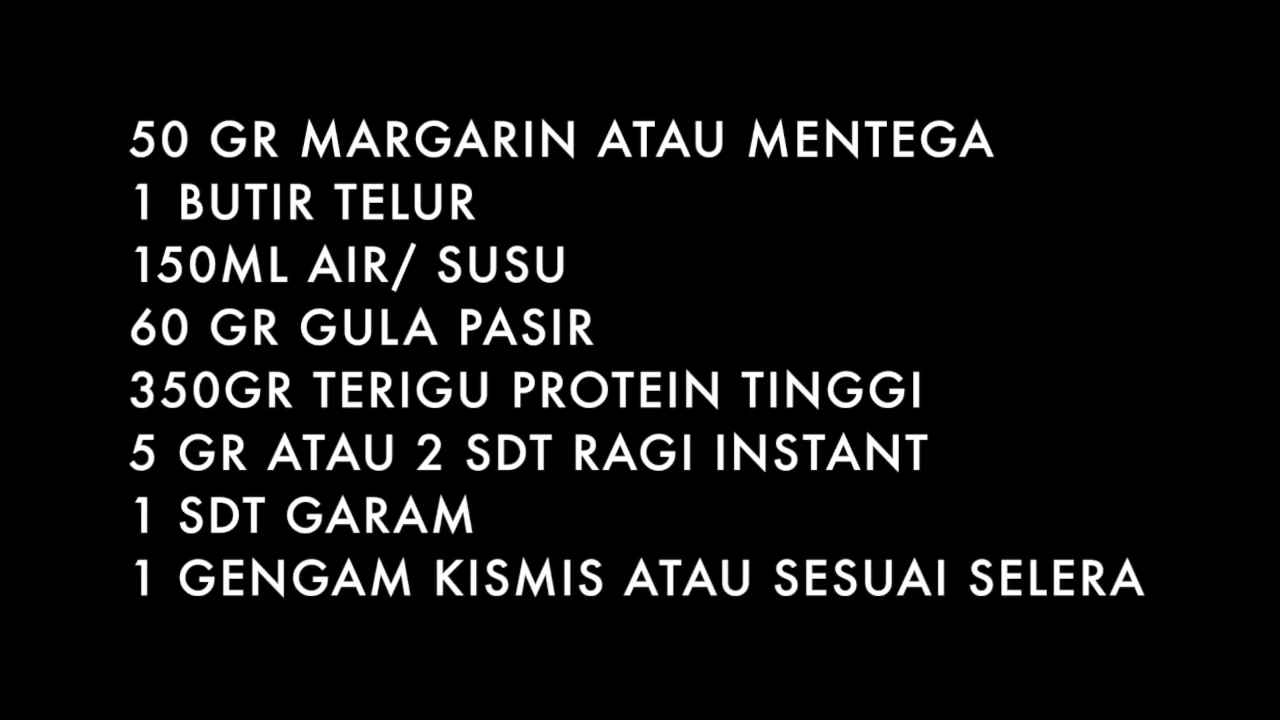 50 GR MARGARIN ATAU MENTEGA
1 BUTIR TELUR
150ML AIR/ SUSU
60 GR GULA PASIR
350GR TERIGU PROTEIN TINGGI
5 GR ATAU 2 SDT RAGI INSTANT
1 SDT GARAM
1 GENGAM KISMIS ATAU SESUAI SELERA